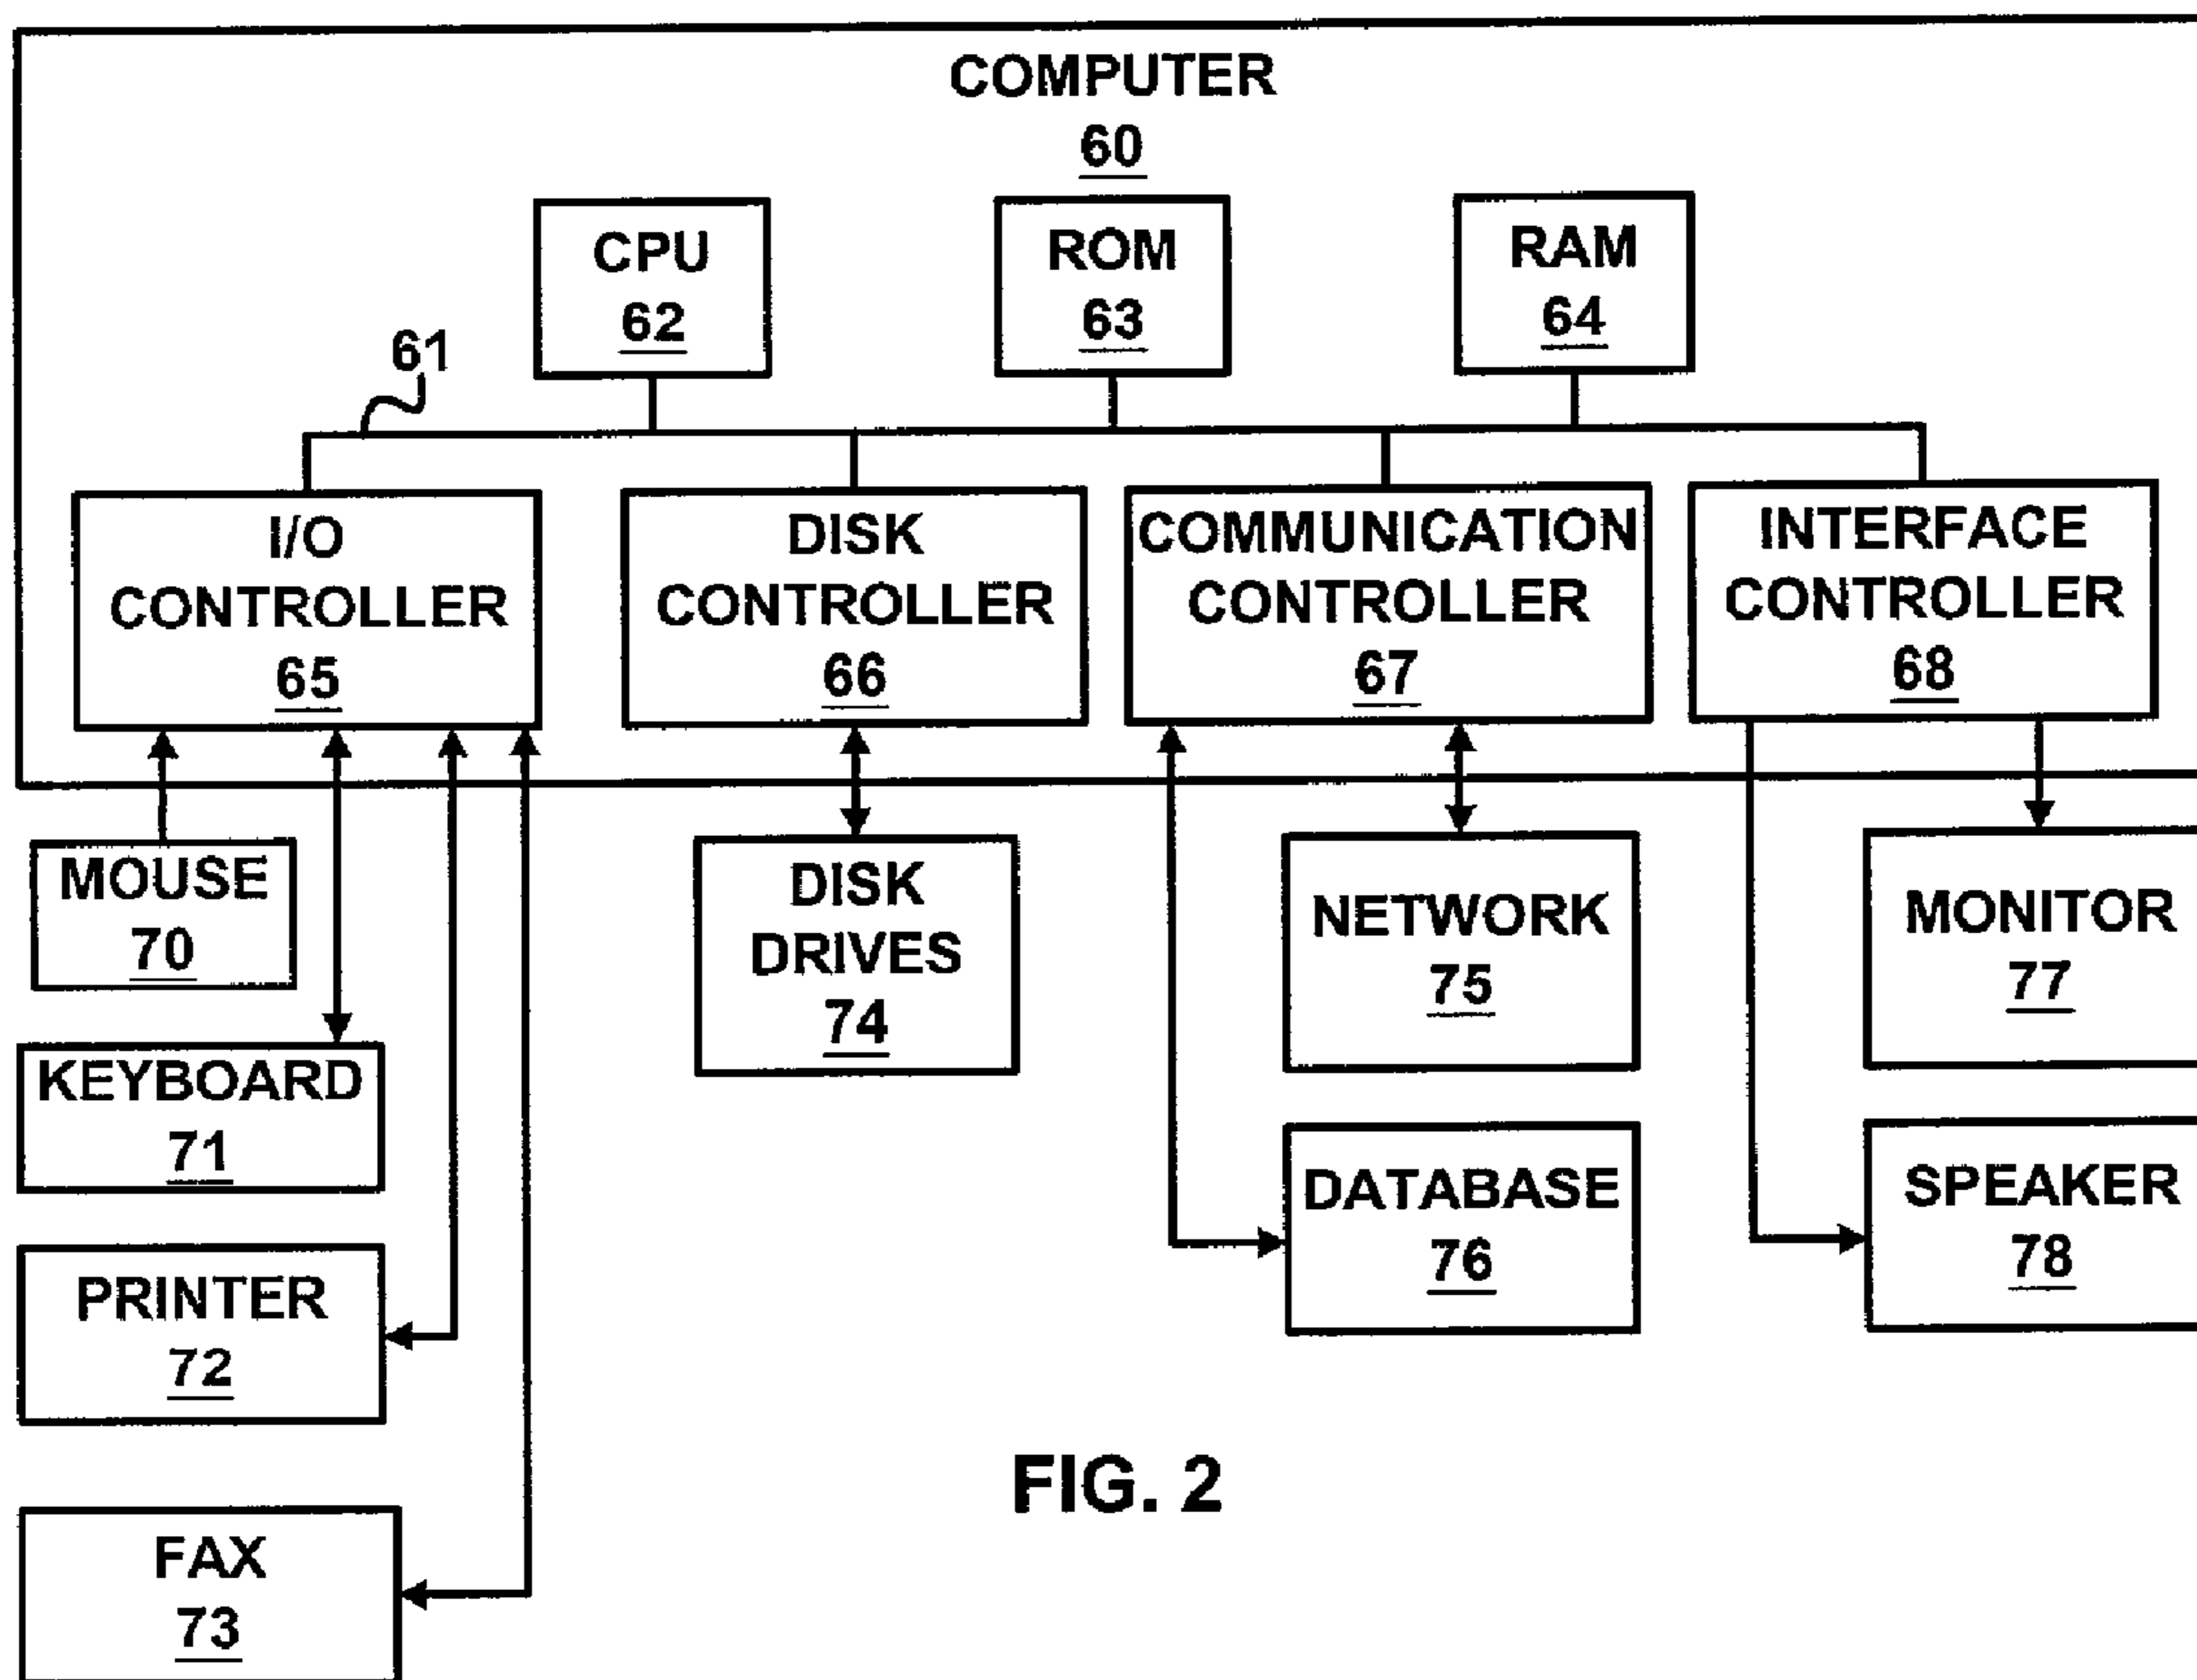 COMPUTER
60
CPU
62
ROM
63
RAM
64
61
I/O
CONTROLLER
65
DISK
CONTROLLER
66
COMMUNICATION
CONTROLLER
67
INTERFACE
CONTROLLER
68
MOUSE
70
DISK
DRIVES
74
NETWORK
75
MONITOR
77
KEYBOARD
71
DATABASE
76
SPEAKER
78
PRINTER
72
FAX
73
FIG. 2